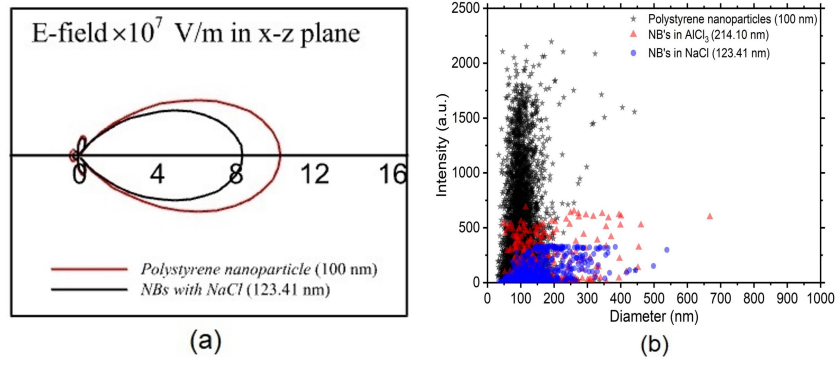 E-field ×10⁷ V/m in x-z plane
0 4 8 12 16
Polystyrene nanoparticle (100 nm)
NBs with NaCl (123.41 nm)
(a)
Polystyrene nanoparticles (100 nm)
NB's in AlCl₃ (214.10 nm)
NB's in NaCl (123.41 nm)
Intensity (a.u.)
2500
2000
1500
1000
500
0
0 100 200 300 400 500 600 700 800 900 1000
Diameter (nm)
(b)